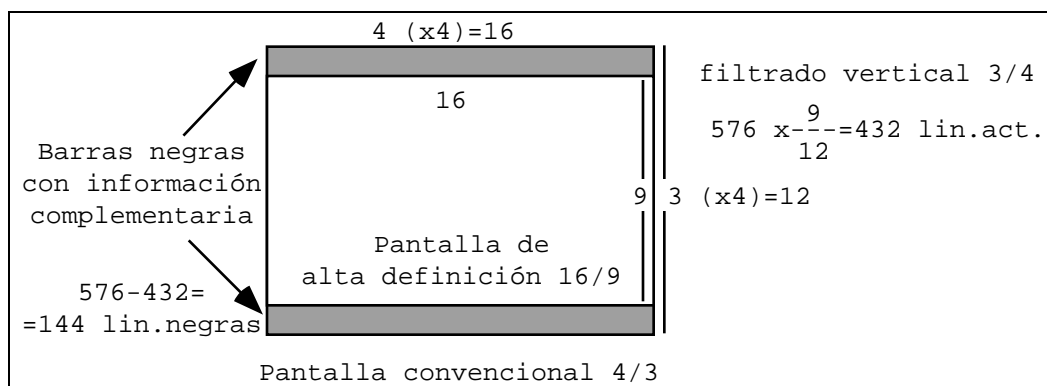 4 (x4)=16
filtrado vertical 3/4
16
576 x 9/12=432 lin.act.
Barras negras
con información
complementaria
9
3 (x4)=12
Pantalla de
alta definición 16/9
576-432=
=144 lin.negras
Pantalla convencional 4/3